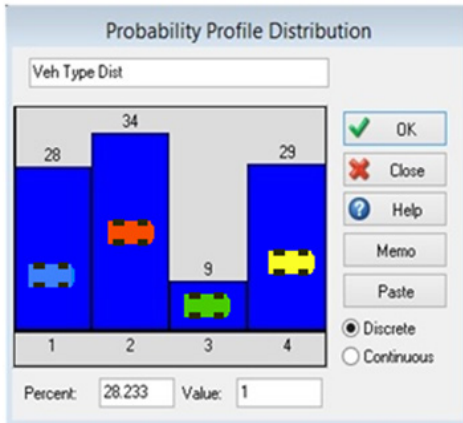 Probability Profile Distribution
Veh Type Dist
28
34
9
29
1
2
3
4
OK
Close
Help
Memo
Paste
Discrete
Continuous
Percent: 28.233 Value: 1